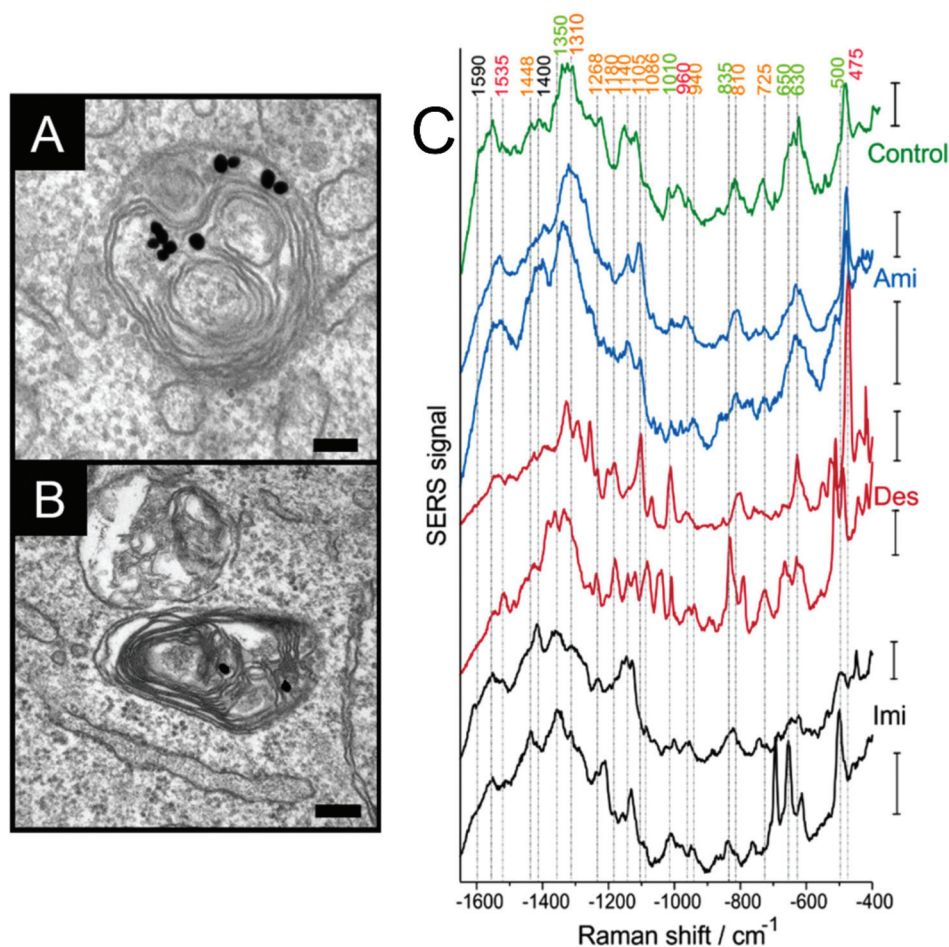 A
B
C
1590
1535
1448
1400
1350
1310
1268
1180
1140
1105
1086
1010
960
940
835
810
725
650
630
500
475
Control
Ami
Des
Imi
SERS signal
-1600 -1400 -1200 -1000 -800 -600 -400
Raman shift / cm⁻¹